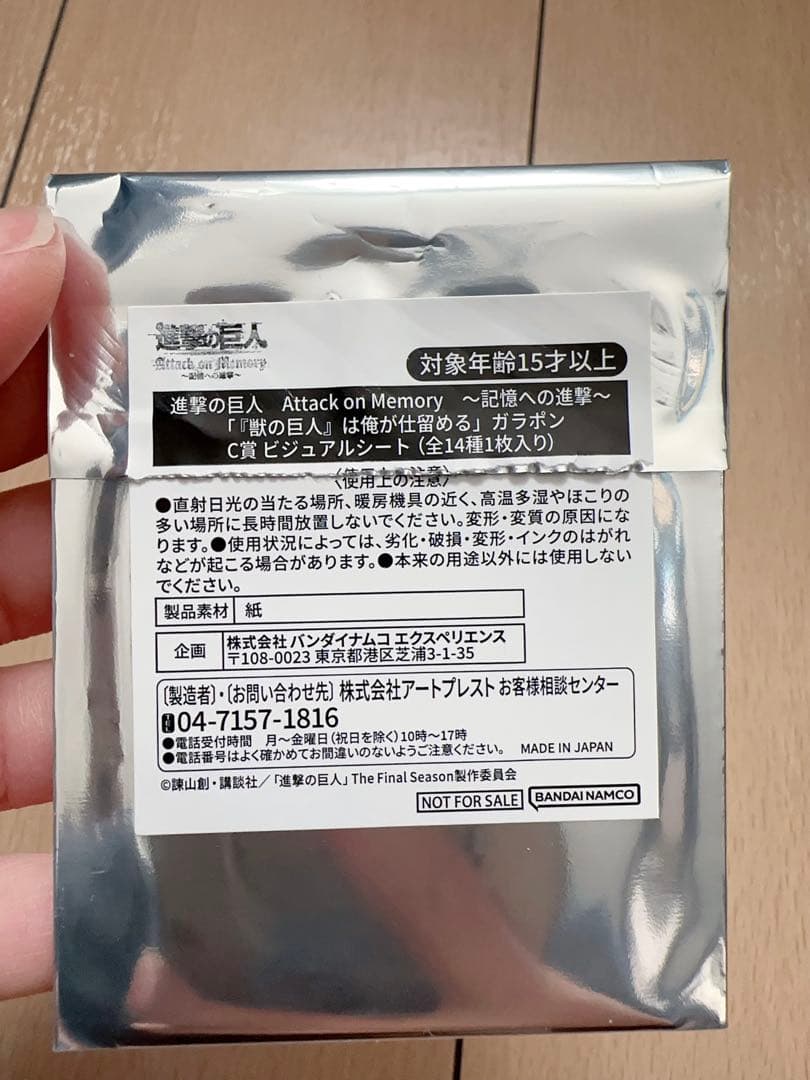 進撃の巨人
Attack on Memory
〜記憶への進撃〜
対象年齢15才以上
進撃の巨人 Attack on Memory 〜記憶への進撃〜
「『獣の巨人』は俺が仕留める」ガラポン
C賞 ビジュアルシート（全14種1枚入り）
〈使用上の注意〉
●直射日光の当たる場所、暖房機具の近く、高温多湿やほこりの
多い場所に長時間放置しないでください。変形・変質の原因にな
ります。●使用状況によっては、劣化・破損・変形・インクのはがれ
などが起こる場合があります。●本来の用途以外には使用しない
でください。
製品素材 紙
企画 株式会社 バンダイナムコ エクスペリエンス
〒108-0023 東京都港区芝浦3-1-35
〔製造者〕・〔お問い合わせ先〕株式会社アートプレスト お客様相談センター
04-7157-1816
●電話受付時間 月〜金曜日（祝日を除く）10時〜17時
●電話番号はよく確かめてお間違いのないようご注意ください。 MADE IN JAPAN
©諫山創・講談社／「進撃の巨人」The Final Season製作委員会
NOT FOR SALE BANDAI NAMCO